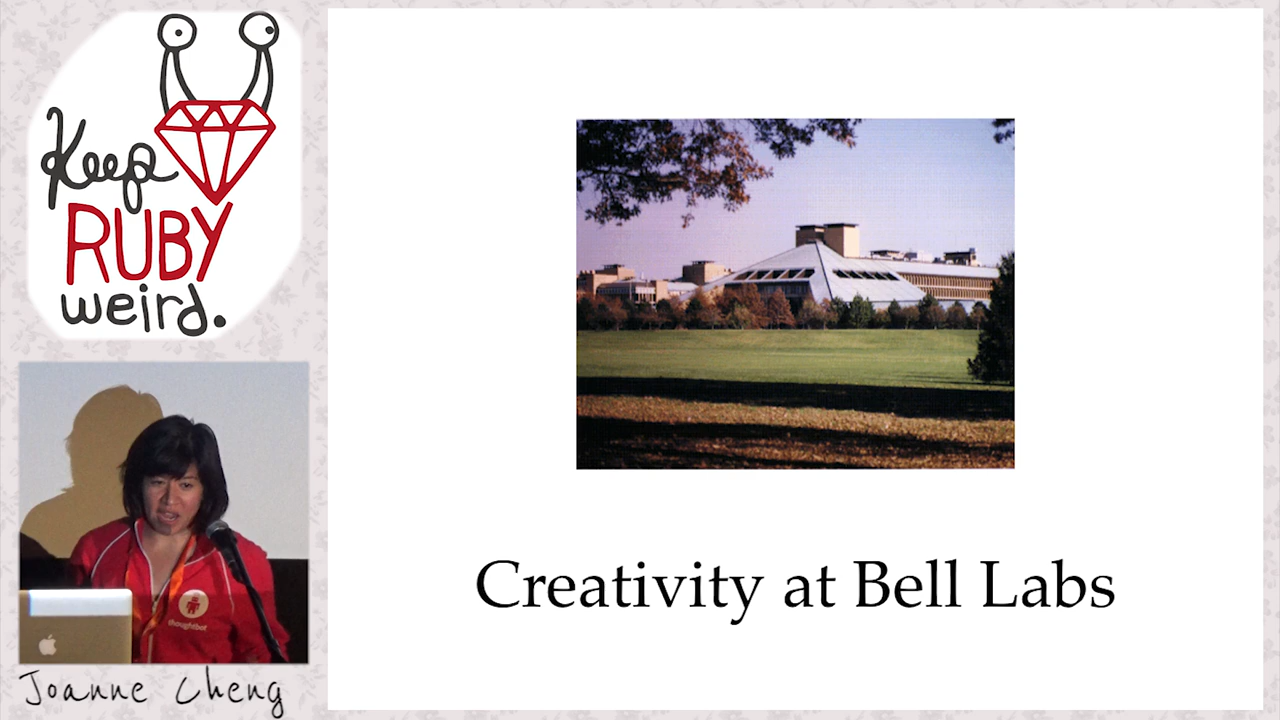 Keep
RUBY
weird.
thoughtbot
Joanne Cheng
Creativity at Bell Labs